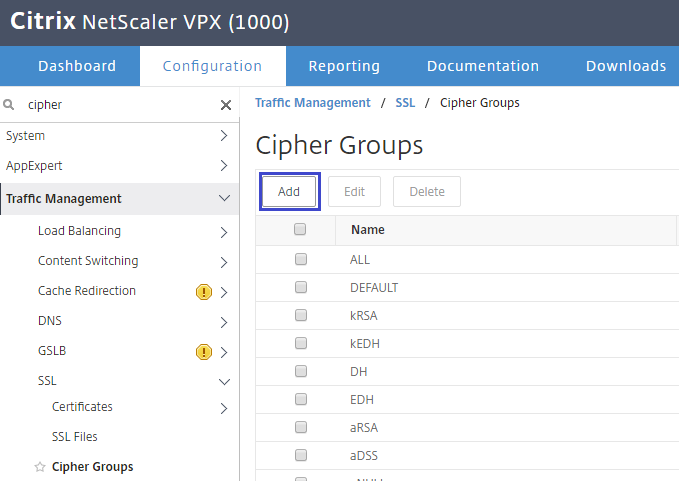 Citrix NetScaler VPX (1000)
Dashboard Configuration Reporting Documentation Downloads
cipher
System
AppExpert
Traffic Management
Load Balancing
Content Switching
Cache Redirection
DNS
GSLB
SSL
Certificates
SSL Files
Cipher Groups
Traffic Management / SSL / Cipher Groups
Cipher Groups
Add Edit Delete
Name
ALL
DEFAULT
kRSA
kEDH
DH
EDH
aRSA
aDSS